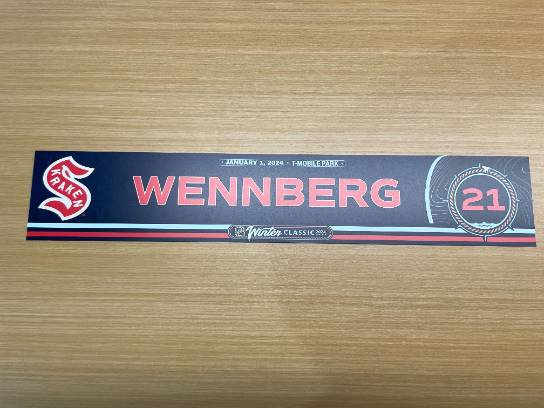 JANUARY 1, 2024 · T-MOBILE PARK
KRAKEN
WENNBERG
21
Winter CLASSIC